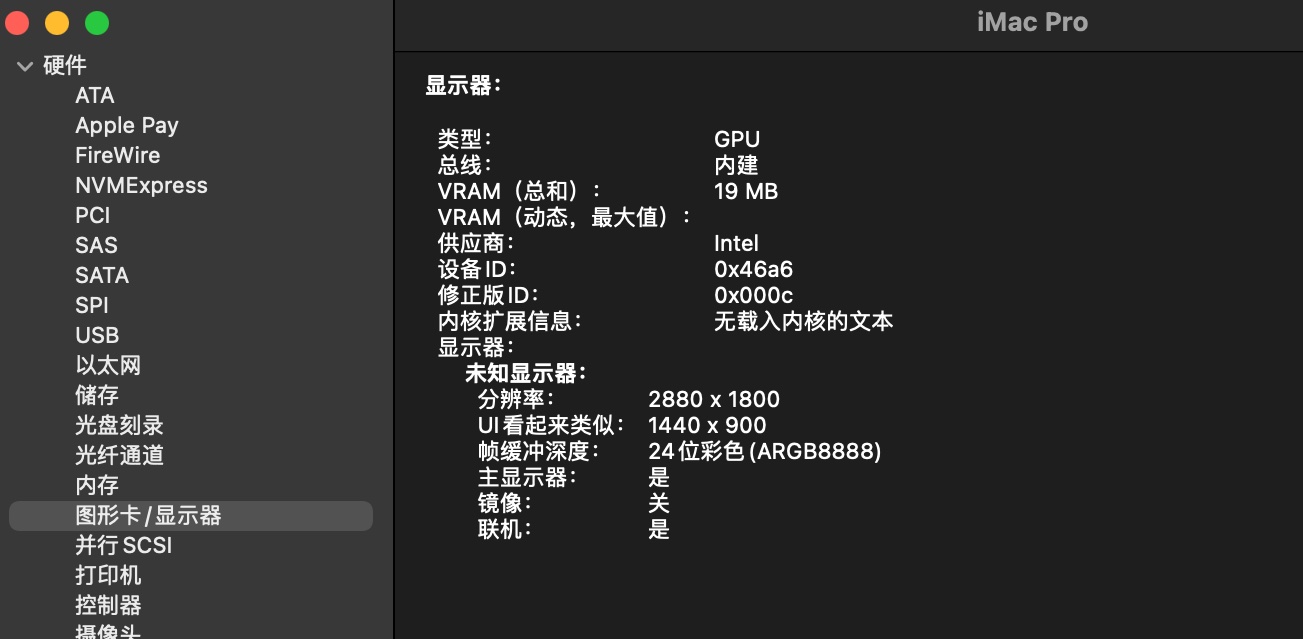 iMac Pro
硬件
ATA
Apple Pay
FireWire
NVMExpress
PCI
SAS
SATA
SPI
USB
以太网
储存
光盘刻录
光纤通道
内存
图形卡/显示器
并行SCSI
打印机
控制器
摄像头
显示器：
类型： GPU
总线： 内建
VRAM（总和）： 19 MB
VRAM（动态，最大值）：
供应商： Intel
设备ID： 0x46a6
修正版ID： 0x000c
内核扩展信息： 无载入内核的文本
显示器：
未知显示器：
分辨率： 2880 x 1800
UI看起来类似： 1440 x 900
帧缓冲深度： 24位彩色(ARGB8888)
主显示器： 是
镜像： 关
联机： 是